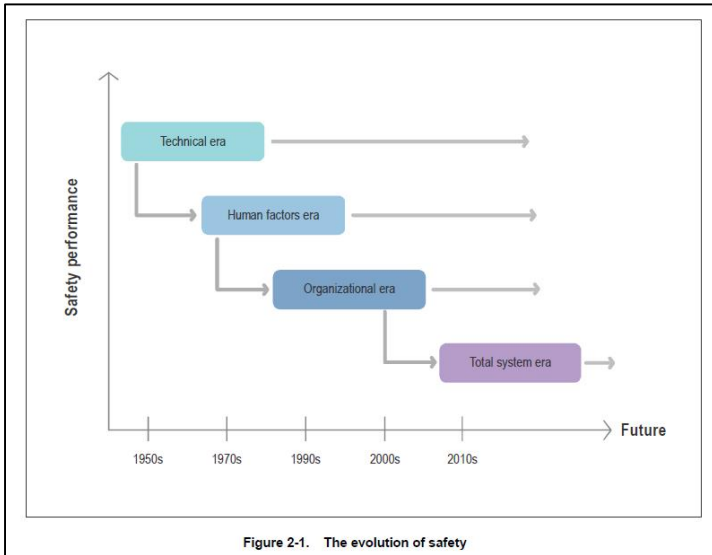 Safety performance
Technical era
Human factors era
Organizational era
Total system era
Future
1950s
1970s
1990s
2000s
2010s
Figure 2-1. The evolution of safety